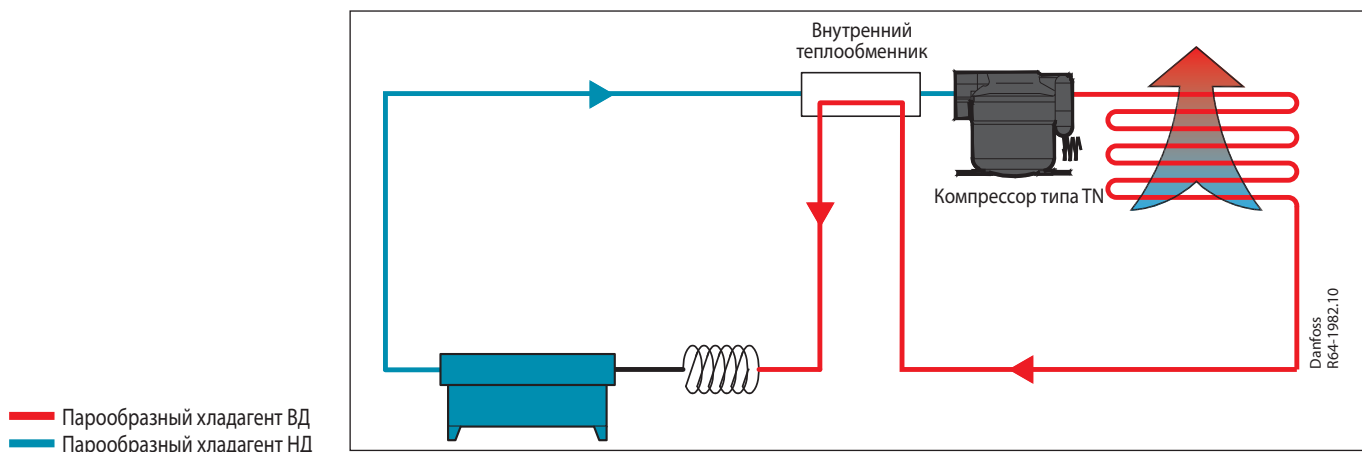 Внутренний
теплообменник
Компрессор типа TN
Danfoss
R64-1982.10
Парообразный хладагент ВД
Парообразный хладагент НД